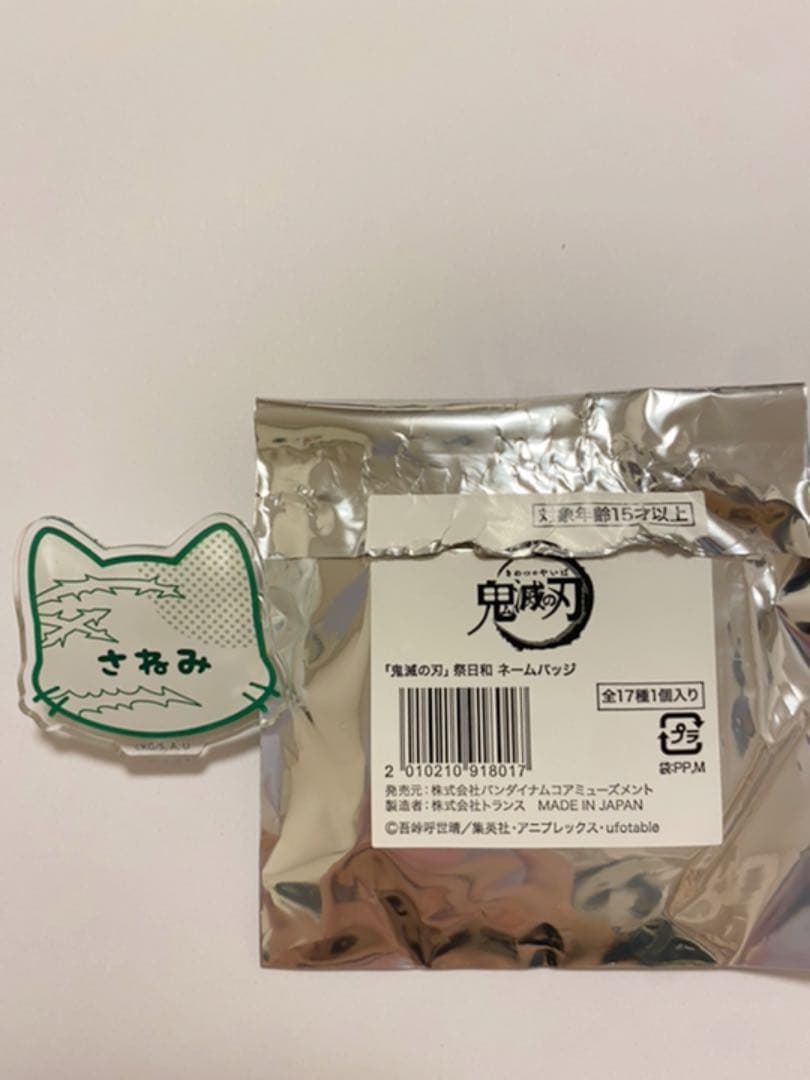 さねみ
©KG/S, A, U
対象年齢15才以上
きめつのやいば
鬼滅の刃
「鬼滅の刃」祭日和 ネームバッジ
全17種1個入り
プラ
袋:PP,M
2 010210 918017
発売元:株式会社バンダイナムコアミューズメント
製造者:株式会社トランス MADE IN JAPAN
©吾峠呼世晴/集英社・アニプレックス・ufotable